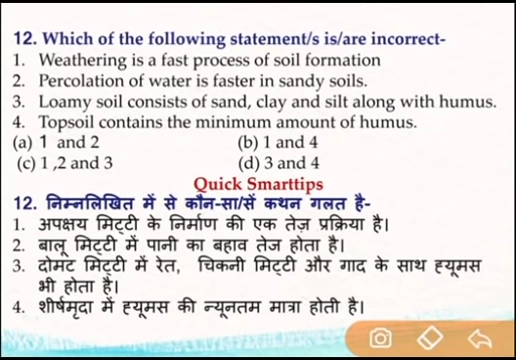 12. Which of the following statement/s is/are incorrect-
1. Weathering is a fast process of soil formation
2. Percolation of water is faster in sandy soils.
3. Loamy soil consists of sand, clay and silt along with humus.
4. Topsoil contains the minimum amount of humus.
(a) 1 and 2 (b) 1 and 4
(c) 1 ,2 and 3 (d) 3 and 4
Quick Smarttips
12. निम्नलिखित में से कौन-सा/सें कथन गलत है-
1. अपक्षय मिट्टी के निर्माण की एक तेज़ प्रक्रिया है।
2. बालू मिट्टी में पानी का बहाव तेज होता है।
3. दोमट मिट्टी में रेत, चिकनी मिट्टी और गाद के साथ ह्यूमस
भी होता है।
4. शीर्षमृदा में ह्यूमस की न्यूनतम मात्रा होती है।